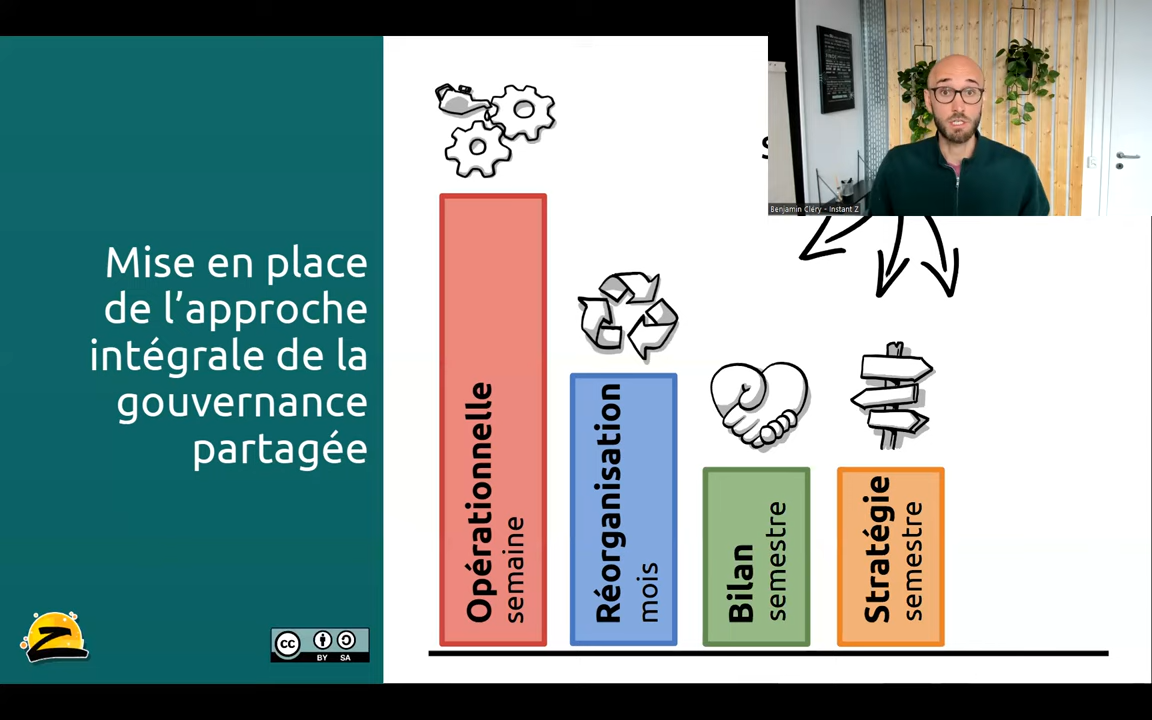 Mise en place
de l'approche
intégrale de la
gouvernance
partagée
Opérationnelle
semaine
Réorganisation
mois
Bilan
semestre
Stratégie
semestre
Benjamin Cléry - Instant Z
Z
CC
BY SA